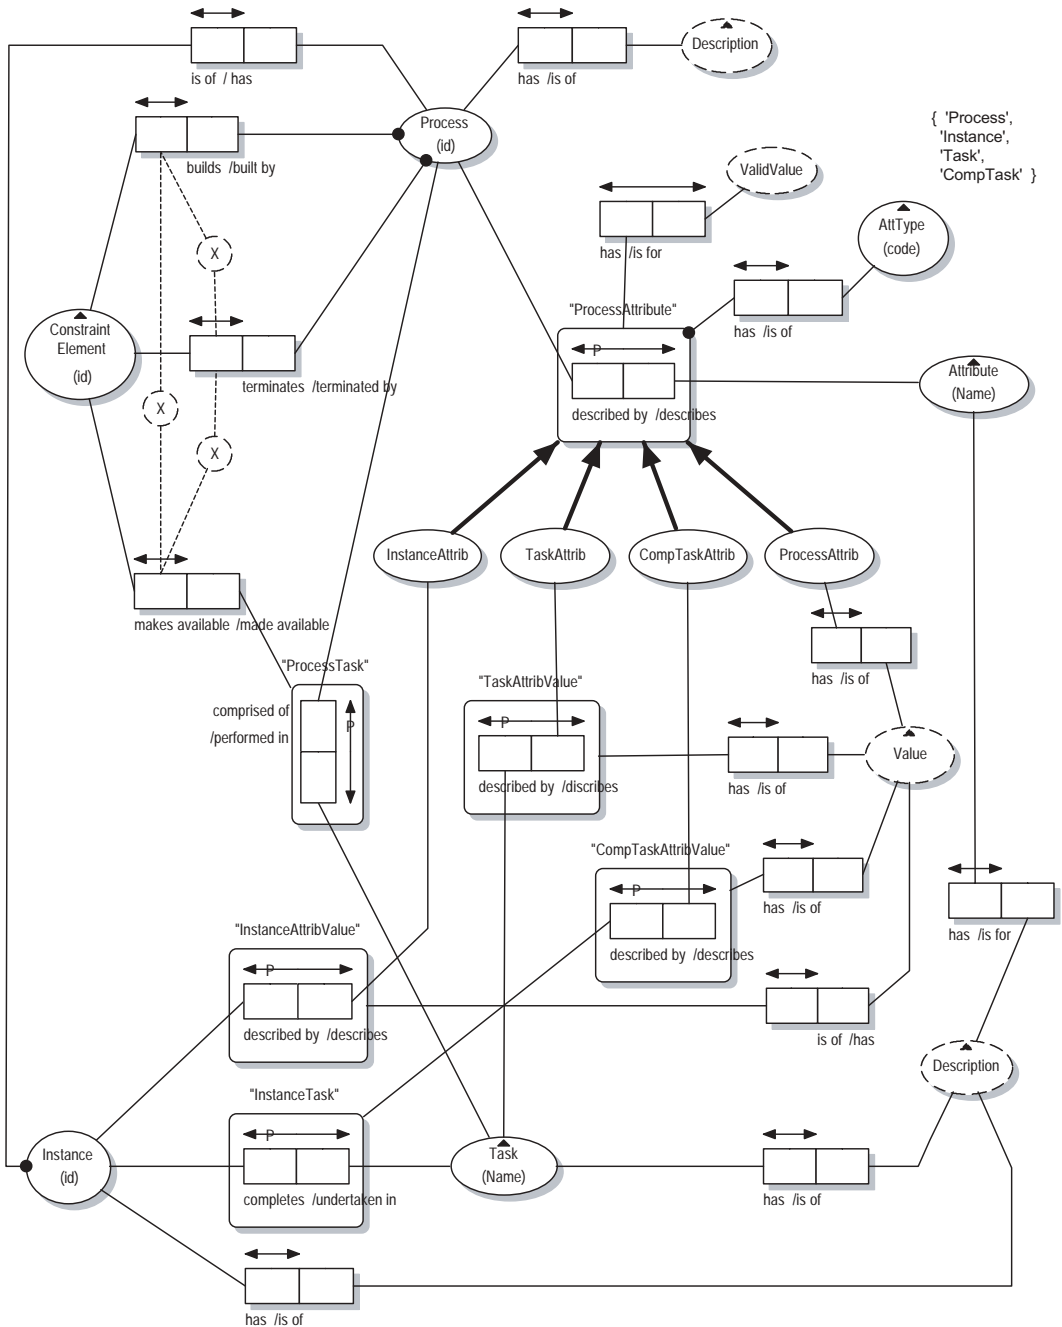 is of / has
has /is of
Description
Process
(id)
{ 'Process',
'Instance',
'Task',
'CompTask' }
builds /built by
ValidValue
has /is for
AttType
(code)
has /is of
X
Constraint
Element
(id)
terminates /terminated by
"ProcessAttribute"
P
described by /describes
Attribute
(Name)
X
X
InstanceAttrib
TaskAttrib
CompTaskAttrib
ProcessAttrib
makes available /made available
has /is of
"ProcessTask"
comprised of
/performed in
P
"TaskAttribValue"
P
described by /discribes
has /is of
Value
"CompTaskAttribValue"
P
described by /describes
has /is of
has /is for
"InstanceAttribValue"
P
described by /describes
is of /has
Description
"InstanceTask"
P
completes /undertaken in
Instance
(id)
Task
(Name)
has /is of
has /is of